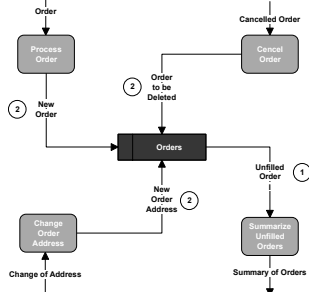 Order
Cancelled Order
Process
Order
Cancel
Order
2
New
Order
2
Order
to be
Deleted
Orders
Unfilled
Order
1
New
Order
Address
2
Change
Order
Address
Summarize
Unfilled
Orders
Change of Address
Summary of Orders